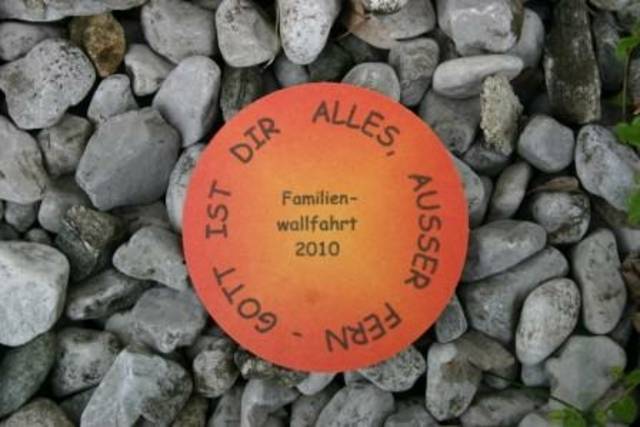 GOTT IST DIR ALLES, AUSSER FERN -
Familien-
wallfahrt
2010